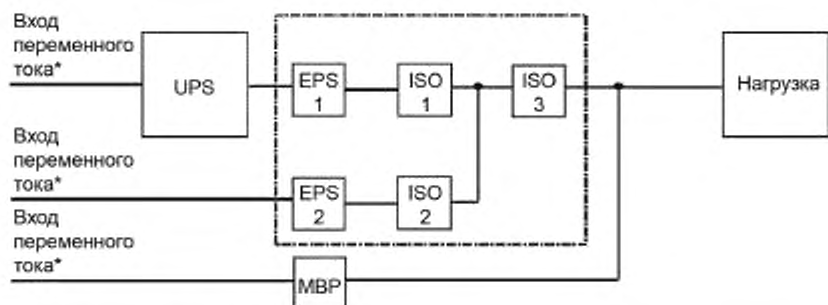 Вход
переменного
тока*
UPS
EPS
1
ISO
1
ISO
3
Нагрузка
Вход
переменного
тока*
EPS
2
ISO
2
Вход
переменного
тока*
МВР